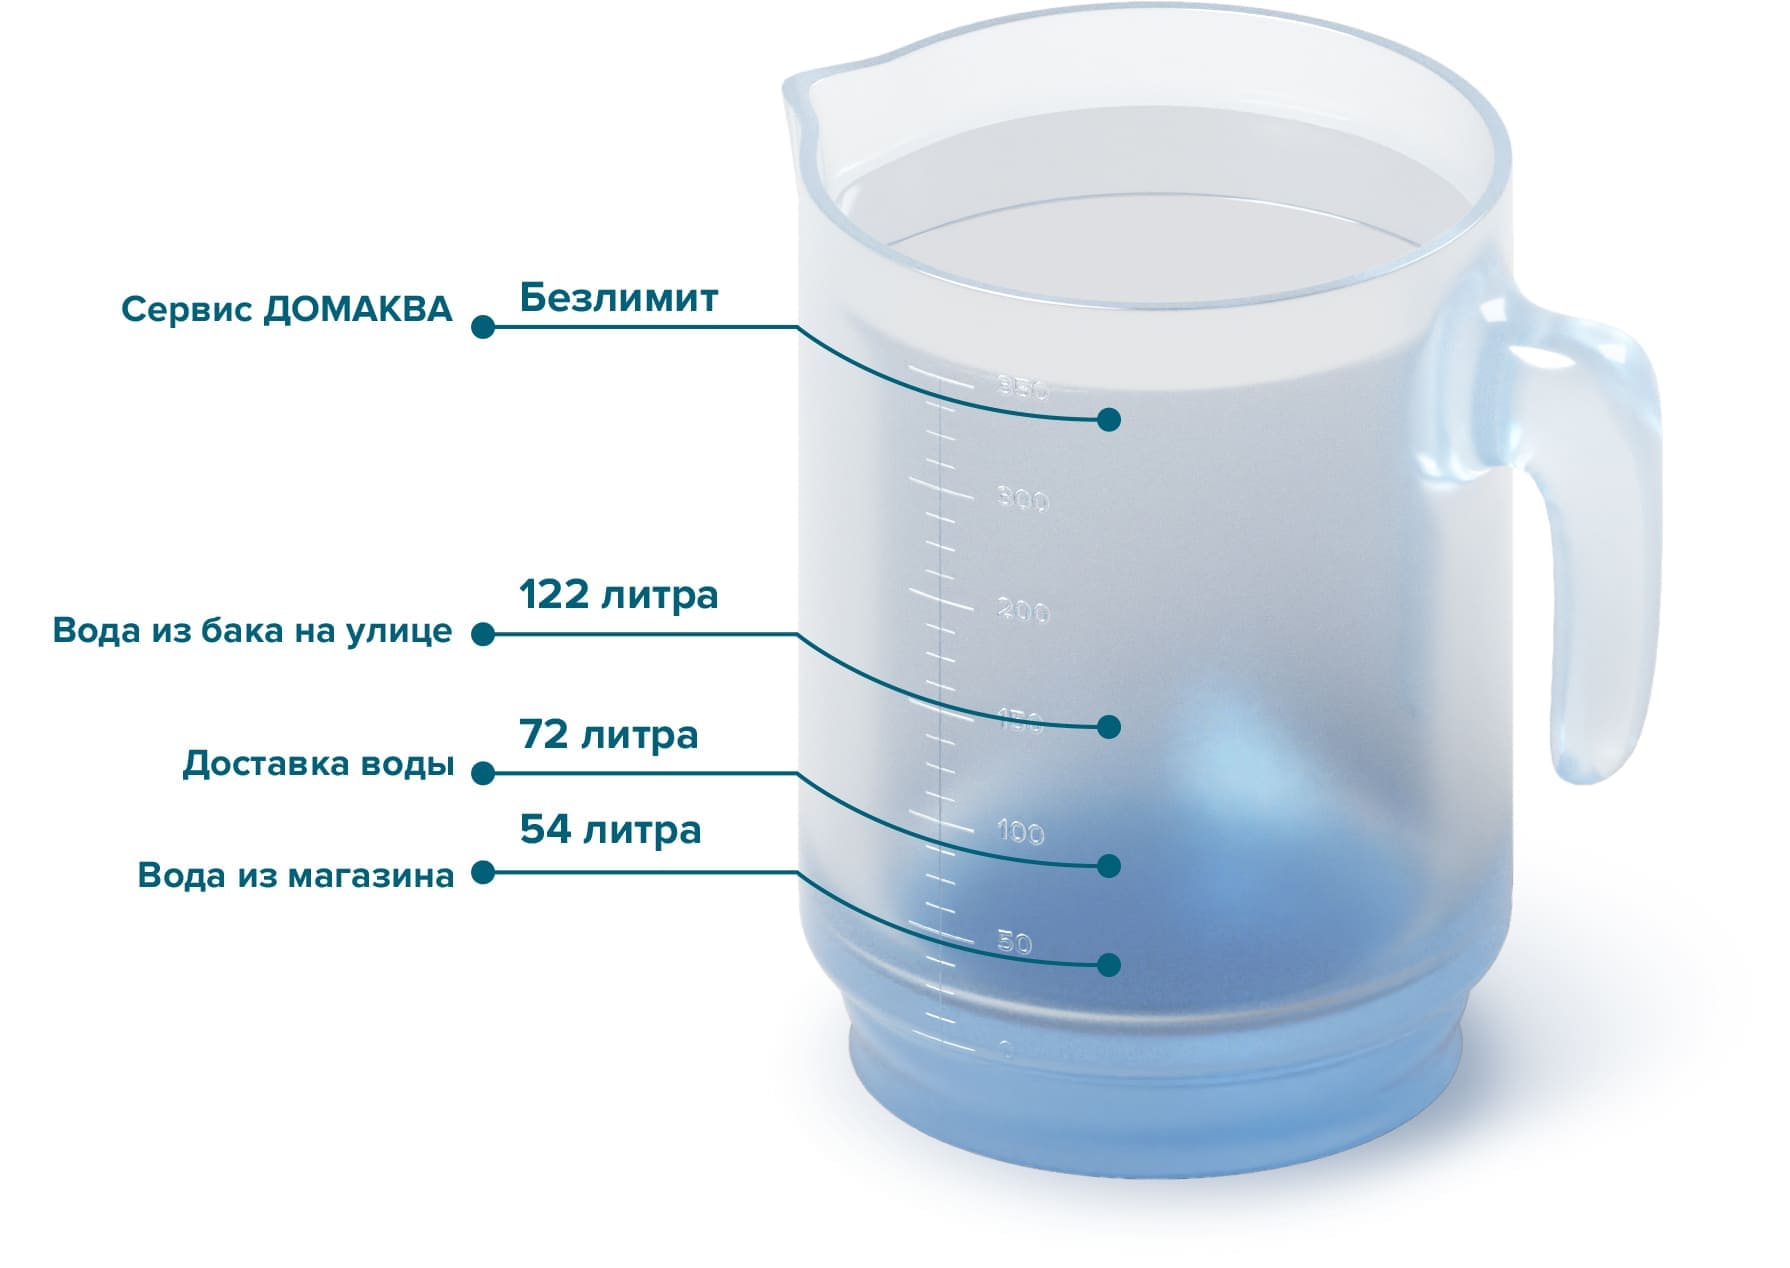 Сервис ДОМАКВА
Безлимит
350
300
122 литра
Вода из бака на улице
200
150
72 литра
Доставка воды
100
54 литра
Вода из магазина
50
0